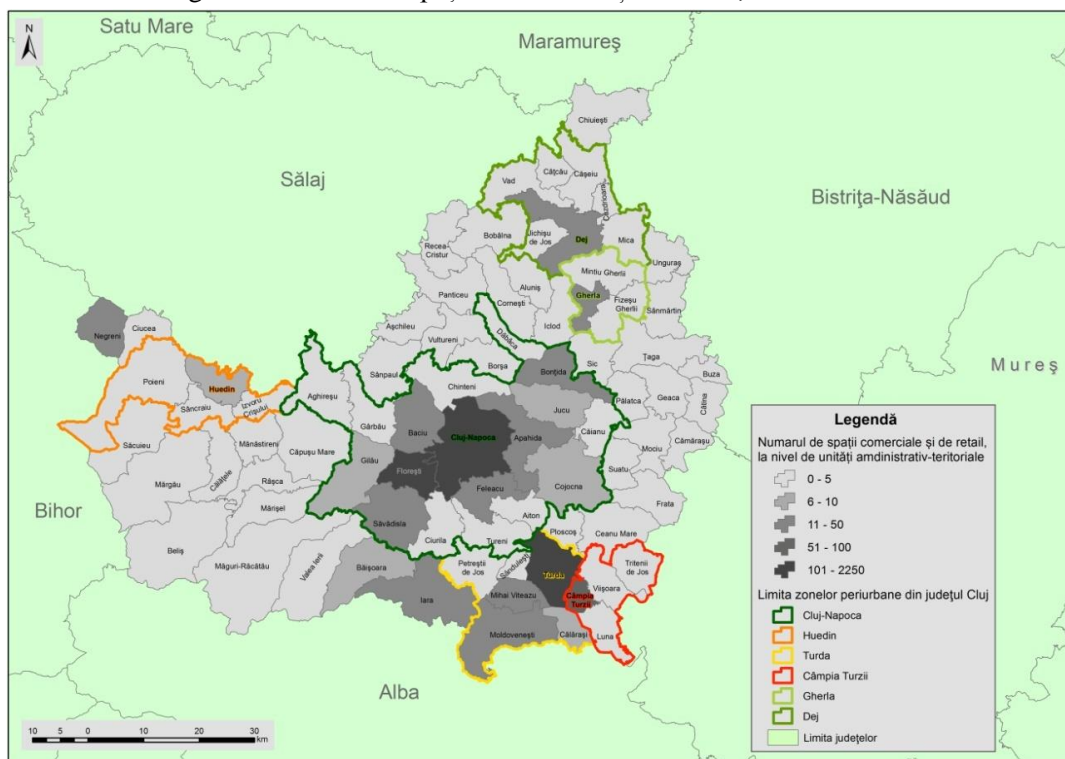 N
Satu Mare
Maramureş
Sălaj
Bistriţa-Năsăud
Mureş
Bihor
Alba
Chiuieşti
Câţcău
Căşeiu
Vad
Bobâlna
Jichişu
de Jos
Dej
Mica
Unguraş
Recea-
Cristur
Mintiu Gherlii
Aluniş
Gherla
Panticeu
Corneşti
Fizeşu
Gherlii
Sânmărtin
Negreni
Ciucea
Aşchileu
Vultureni
Dăbâca
Iclod
Sic
Ţaga
Borşa
Bonţida
Buza
Poieni
Huedin
Sânpaul
Chinteni
Pălatca
Geaca
Cătina
Sâncraiu
Izvoru
Crişului
Aghireşu
Jucu
Gârbău
Baciu
Cluj-Napoca
Apahida
Căianu
Cămăraşu
Săcuieu
Mănăstireni
Căpuşu Mare
Gilău
Floreşti
Mociu
Suatu
Mărgău
Călăţele
Râşca
Feleacu
Cojocna
Frata
Mărişel
Săvădisla
Aiton
Ploscoş
Ceanu Mare
Beliş
Ciurila
Tureni
Măguri-Răcătău
Valea Ierii
Băişoara
Petreştii
de Jos
Sănduleşti
Turda
Tritenii
de Jos
Viişoara
Iara
Mihai Viteazu
Câmpia
Turzii
Moldoveneşti
Călăraşi
Luna
Legendă
Numarul de spații comerciale și de retail,
la nivel de unități amdinistrativ-teritoriale
0 - 5
6 - 10
11 - 50
51 - 100
101 - 2250
Limita zonelor periurbane din județul Cluj
Cluj-Napoca
Huedin
Turda
Câmpia Turzii
Gherla
Dej
Limita judeţelor
10 5 0 10 20 30
km